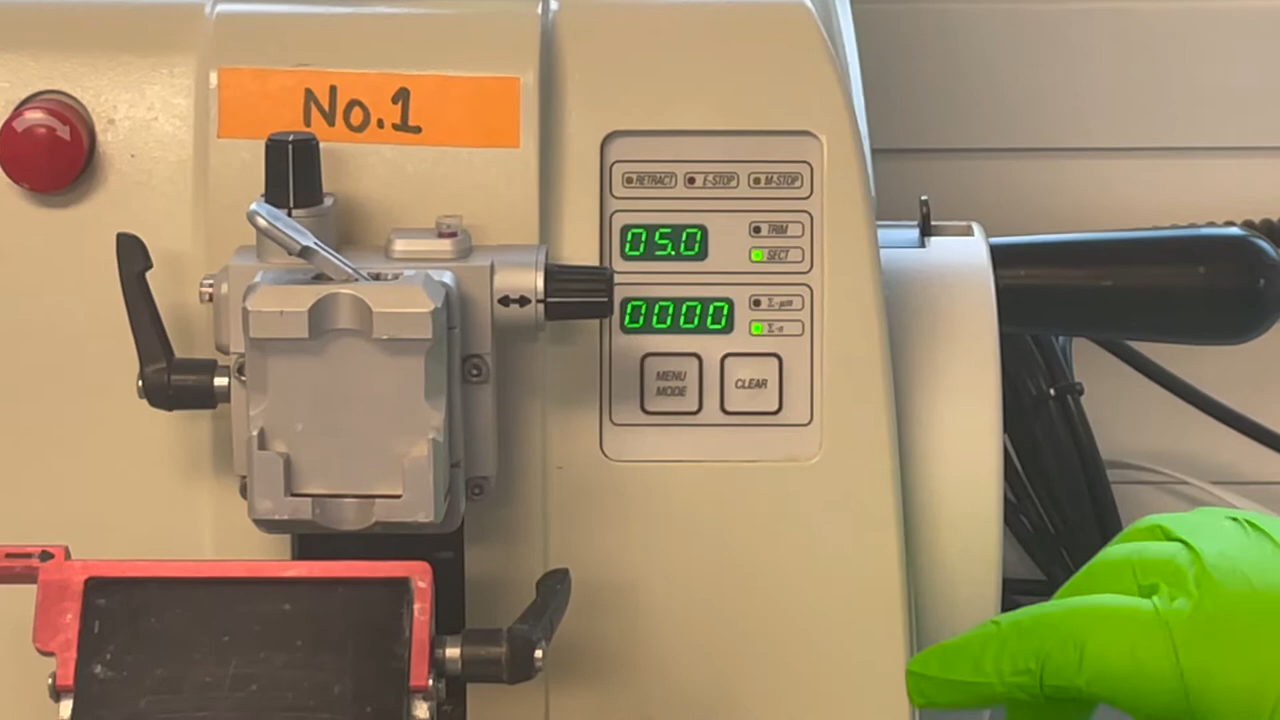 No.1
RETRACT E-STOP M-STOP
05.0
TRIM
SECT
0000
Σ-μm
Σ-n
MENU
MODE
CLEAR